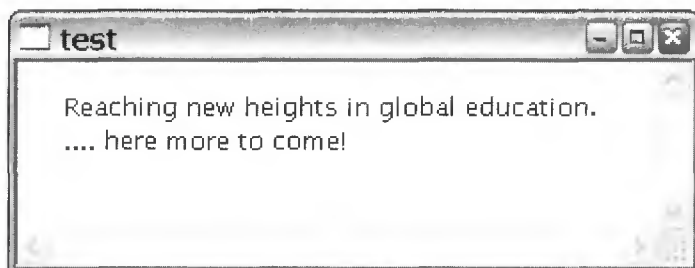 test
Reaching new heights in global education.
.... here more to come!